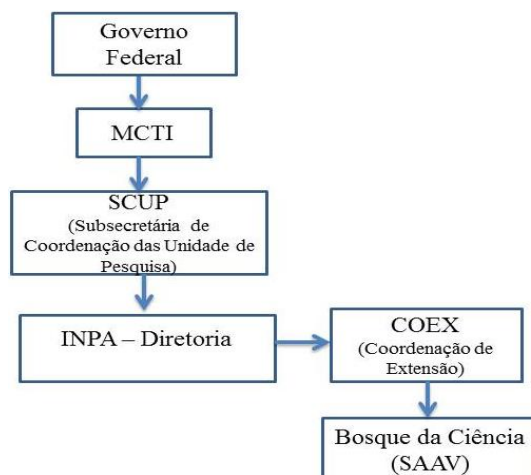 Governo
Federal
MCTI
SCUP
(Subsecretária de
Coordenação das Unidade de
Pesquisa)
INPA – Diretoria
COEX
(Coordenação de
Extensão)
Bosque da Ciência
(SAAV)